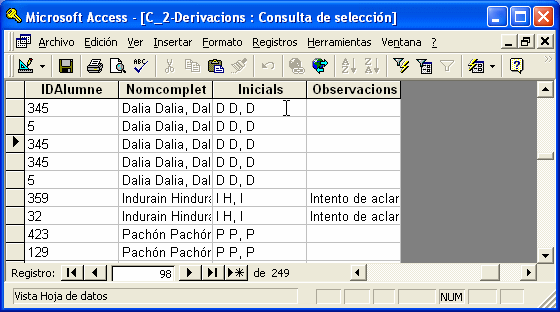 Microsoft Access - [C_2-Derivacions : Consulta de selección]
Archivo Edición Ver Insertar Formato Registros Herramientas Ventana ?
IDAlumne Nomcomplet Inicials Observacions
345 Dalia Dalia, Dal D D, D
5 Dalia Dalia, Dal D D, D
345 Dalia Dalia, Dal D D, D
345 Dalia Dalia, Dal D D, D
5 Dalia Dalia, Dal D D, D
359 Indurain Hindura I H, I Intento de aclar
32 Indurain Hindura I H, I Intento de aclar
423 Pachón Pachón P P, P
129 Pachón Pachón P P, P
Registro: 98 de 249
Vista Hoja de datos NUM